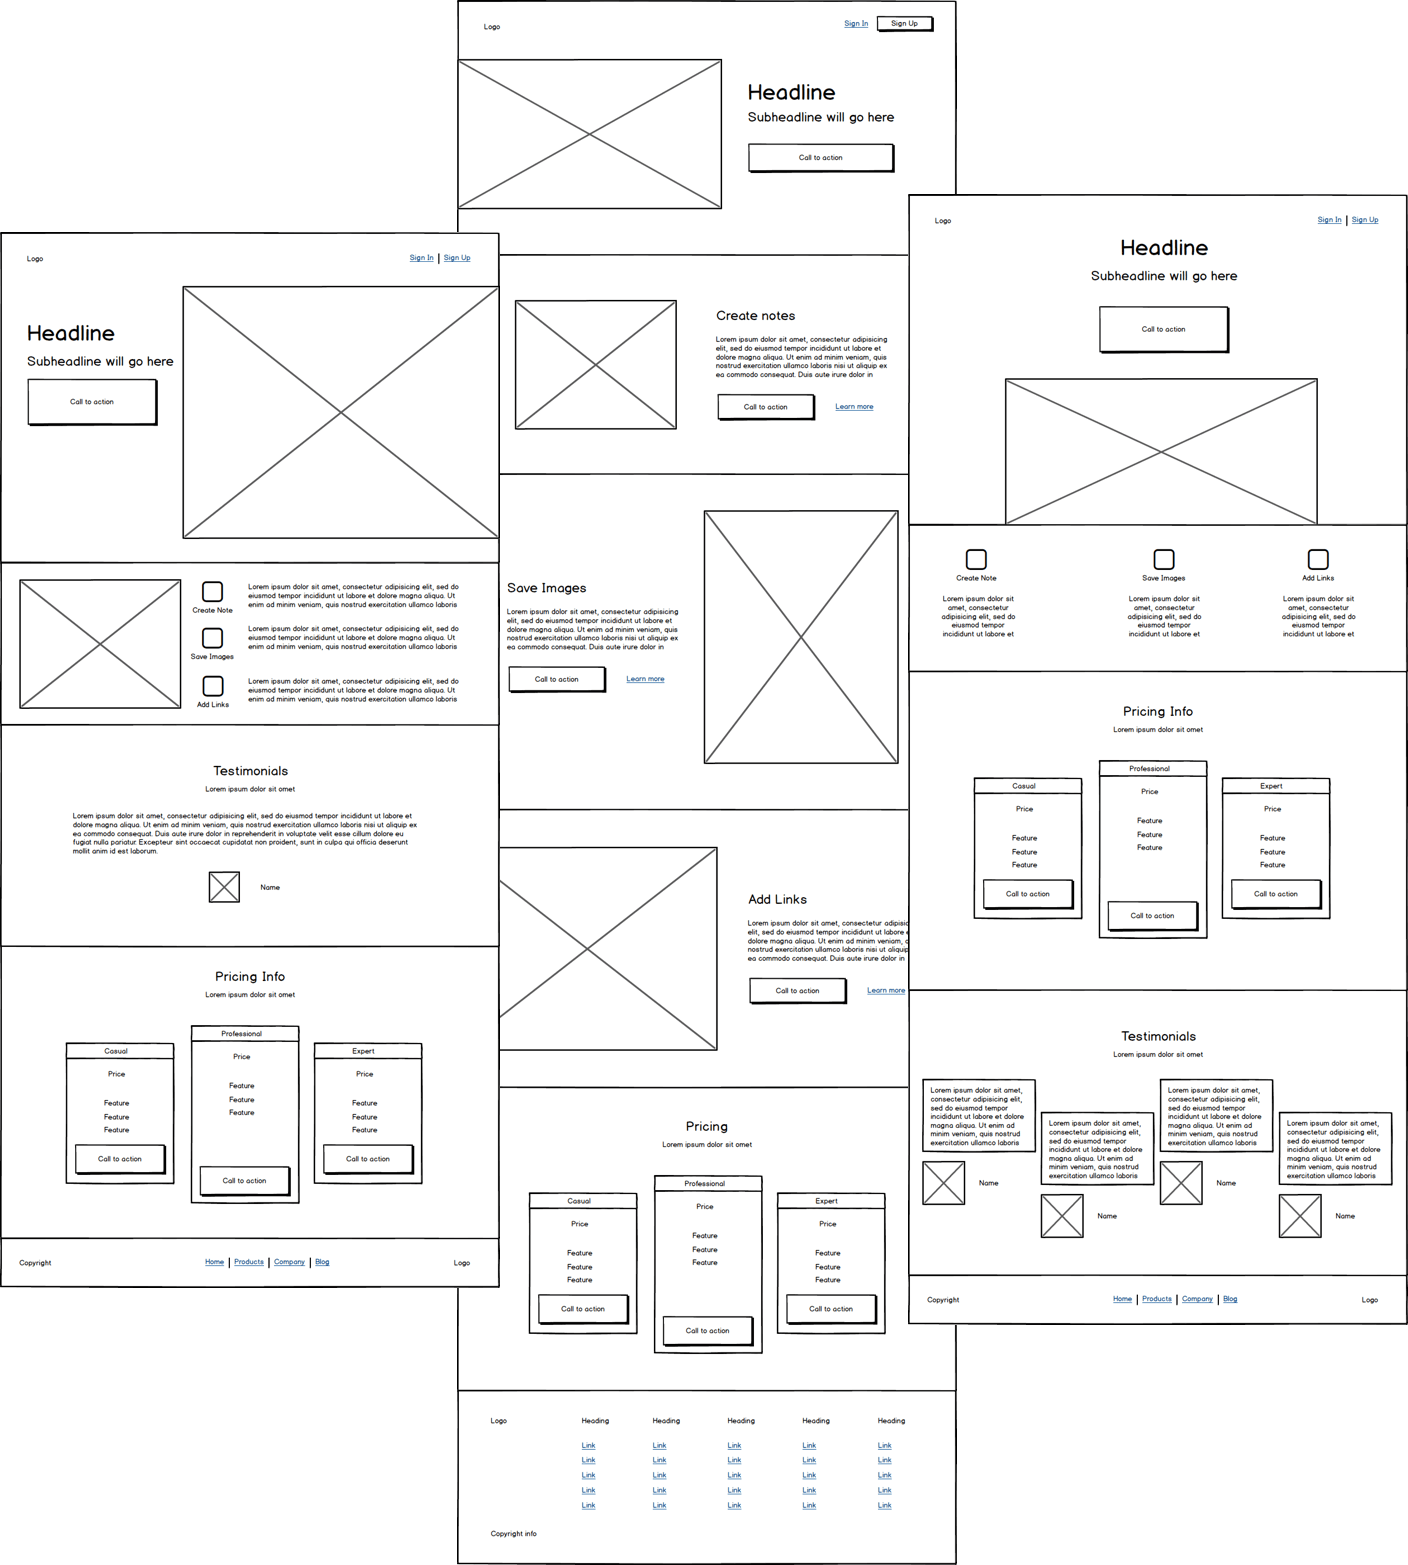 Logo
Sign In
Sign Up
Headline
Subheadline will go here
Call to action
Create notes
Lorem ipsum dolor sit amet, consectetur adipisicing
elit, sed do eiusmod tempor incididunt ut labore et
dolore magna aliqua. Ut enim ad minim veniam, quis
nostrud exercitation ullamco laboris nisi ut aliquip ex
ea commodo consequat. Duis aute irure dolor in
Call to action
Learn more
Save Images
Lorem ipsum dolor sit amet, consectetur adipisicing
elit, sed do eiusmod tempor incididunt ut labore et
dolore magna aliqua. Ut enim ad minim veniam, quis
nostrud exercitation ullamco laboris nisi ut aliquip ex
ea commodo consequat. Duis aute irure dolor in
Call to action
Learn more
Add Links
Lorem ipsum dolor sit amet, consectetur adipisic
elit, sed do eiusmod tempor incididunt ut labore e
dolore magna aliqua. Ut enim ad minim veniam,
nostrud exercitation ullamco laboris nisi ut aliquip
ea commodo consequat. Duis aute irure dolor in
Call to action
Learn more
Pricing
Lorem ipsum dolor sit amet
Casual
Price
Feature
Feature
Feature
Call to action
Professional
Price
Feature
Feature
Feature
Call to action
Expert
Price
Feature
Feature
Feature
Call to action
Logo
Heading
Link
Link
Link
Link
Link
Heading
Link
Link
Link
Link
Link
Heading
Link
Link
Link
Link
Link
Heading
Link
Link
Link
Link
Link
Heading
Link
Link
Link
Link
Link
Copyright info
Logo
Sign In | Sign Up
Headline
Subheadline will go here
Call to action
Create Note
Lorem ipsum dolor sit amet, consectetur adipisicing elit, sed do
eiusmod tempor incididunt ut labore et dolore magna aliqua. Ut
enim ad minim veniam, quis nostrud exercitation ullamco laboris
Save Images
Lorem ipsum dolor sit amet, consectetur adipisicing elit, sed do
eiusmod tempor incididunt ut labore et dolore magna aliqua. Ut
enim ad minim veniam, quis nostrud exercitation ullamco laboris
Add Links
Lorem ipsum dolor sit amet, consectetur adipisicing elit, sed do
eiusmod tempor incididunt ut labore et dolore magna aliqua. Ut
enim ad minim veniam, quis nostrud exercitation ullamco laboris
Testimonials
Lorem ipsum dolor sit amet
Lorem ipsum dolor sit amet, consectetur adipisicing elit, sed do eiusmod tempor incididunt ut labore et
dolore magna aliqua. Ut enim ad minim veniam, quis nostrud exercitation ullamco laboris nisi ut aliquip ex
ea commodo consequat. Duis aute irure dolor in reprehenderit in voluptate velit esse cillum dolore eu
fugiat nulla pariatur. Excepteur sint occaecat cupidatat non proident, sunt in culpa qui officia deserunt
mollit anim id est laborum.
Name
Pricing Info
Lorem ipsum dolor sit amet
Casual
Price
Feature
Feature
Feature
Call to action
Professional
Price
Feature
Feature
Feature
Call to action
Expert
Price
Feature
Feature
Feature
Call to action
Copyright
Home | Products | Company | Blog
Logo
Logo
Sign In | Sign Up
Headline
Subheadline will go here
Call to action
Create Note
Lorem ipsum dolor sit
amet, consectetur
adipisicing elit, sed do
eiusmod tempor
incididunt ut labore et
Save Images
Lorem ipsum dolor sit
amet, consectetur
adipisicing elit, sed do
eiusmod tempor
incididunt ut labore et
Add Links
Lorem ipsum dolor sit
amet, consectetur
adipisicing elit, sed do
eiusmod tempor
incididunt ut labore et
Pricing Info
Lorem ipsum dolor sit amet
Casual
Price
Feature
Feature
Feature
Call to action
Professional
Price
Feature
Feature
Feature
Call to action
Expert
Price
Feature
Feature
Feature
Call to action
Testimonials
Lorem ipsum dolor sit amet
Lorem ipsum dolor sit amet,
consectetur adipisicing elit,
sed do eiusmod tempor
incididunt ut labore et dolore
magna aliqua. Ut enim ad
minim veniam, quis nostrud
exercitation ullamco laboris
Name
Lorem ipsum dolor sit amet,
consectetur adipisicing elit,
sed do eiusmod tempor
incididunt ut labore et dolore
magna aliqua. Ut enim ad
minim veniam, quis nostrud
exercitation ullamco laboris
Name
Lorem ipsum dolor sit amet,
consectetur adipisicing elit,
sed do eiusmod tempor
incididunt ut labore et dolore
magna aliqua. Ut enim ad
minim veniam, quis nostrud
exercitation ullamco laboris
Name
Lorem ipsum dolor sit amet,
consectetur adipisicing elit,
sed do eiusmod tempor
incididunt ut labore et dolore
magna aliqua. Ut enim ad
minim veniam, quis nostrud
exercitation ullamco laboris
Name
Copyright
Home | Products | Company | Blog
Logo